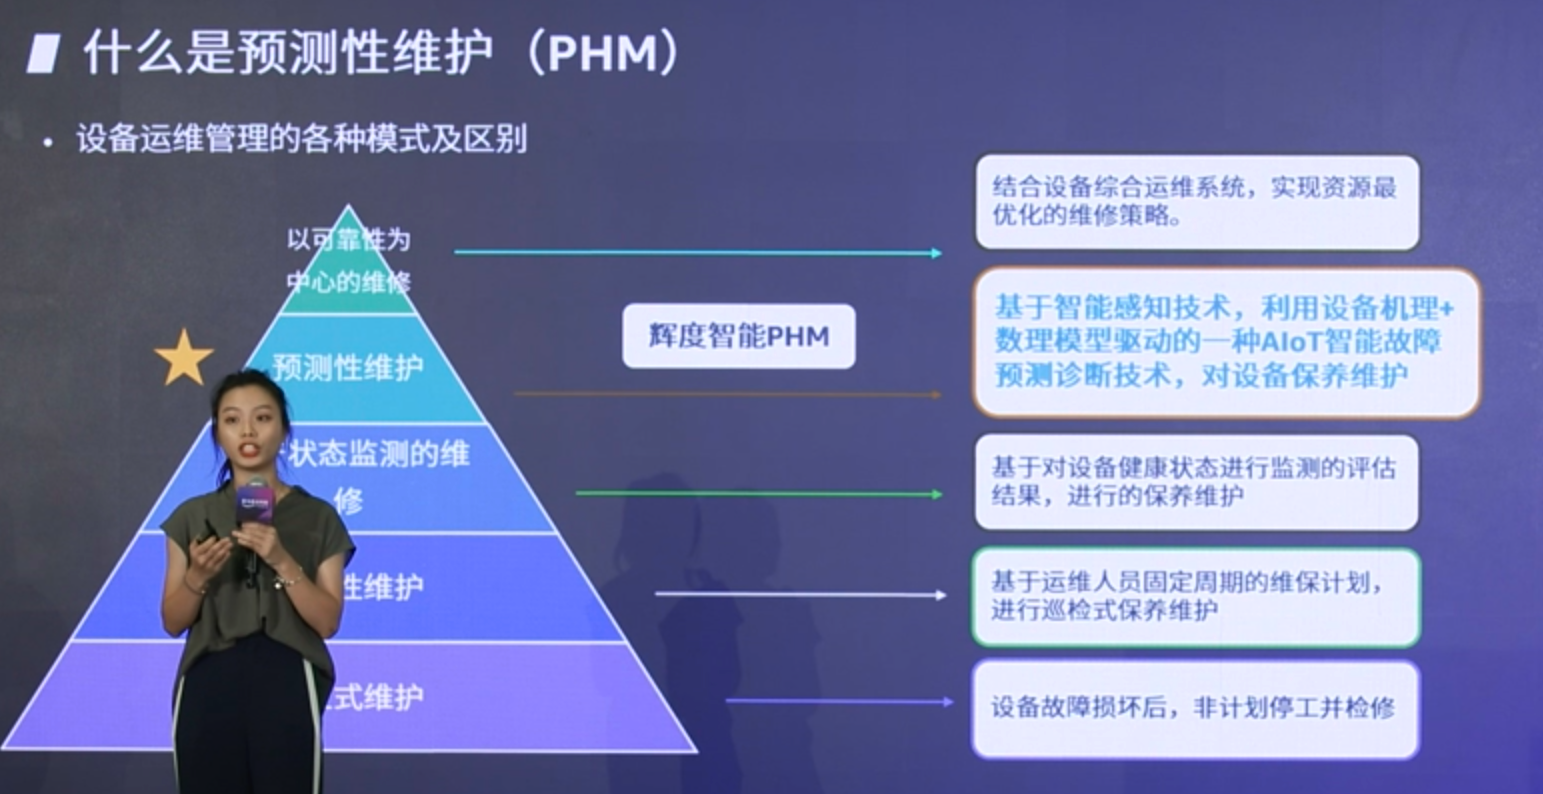 什么是预测性维护（PHM）
• 设备运维管理的各种模式及区别
以可靠性为
中心的维修
预测性维护
状态监测的维
修
性维护
式维护
辉度智能PHM
结合设备综合运维系统，实现资源最
优化的维修策略。
基于智能感知技术，利用设备机理+
数理模型驱动的一种AIoT智能故障
预测诊断技术，对设备保养维护
基于对设备健康状态进行监测的评估
结果，进行的保养维护
基于运维人员固定周期的维保计划，
进行巡检式保养维护
设备故障损坏后，非计划停工并检修